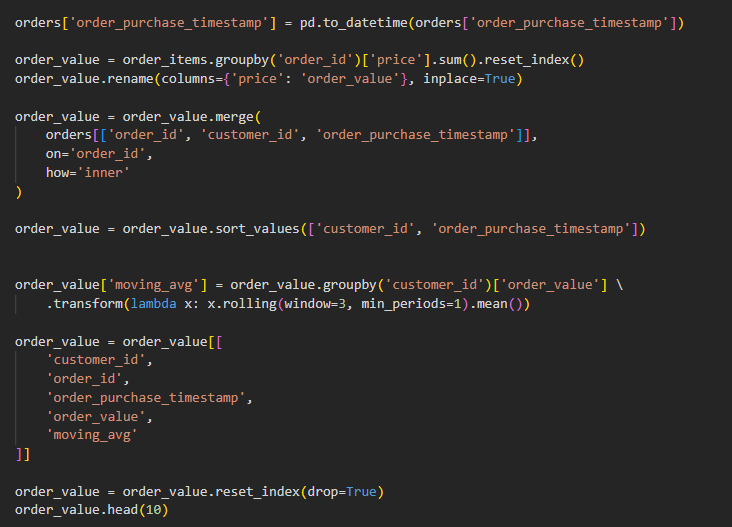 orders['order_purchase_timestamp'] = pd.to_datetime(orders['order_purchase_timestamp'])
order_value = order_items.groupby('order_id')['price'].sum().reset_index()
order_value.rename(columns={'price': 'order_value'}, inplace=True)
order_value = order_value.merge(
    orders[['order_id', 'customer_id', 'order_purchase_timestamp']],
    on='order_id',
    how='inner'
)
order_value = order_value.sort_values(['customer_id', 'order_purchase_timestamp'])
order_value['moving_avg'] = order_value.groupby('customer_id')['order_value'] \
    .transform(lambda x: x.rolling(window=3, min_periods=1).mean())
order_value = order_value[[
    'customer_id',
    'order_id',
    'order_purchase_timestamp',
    'order_value',
    'moving_avg'
]]
order_value = order_value.reset_index(drop=True)
order_value.head(10)